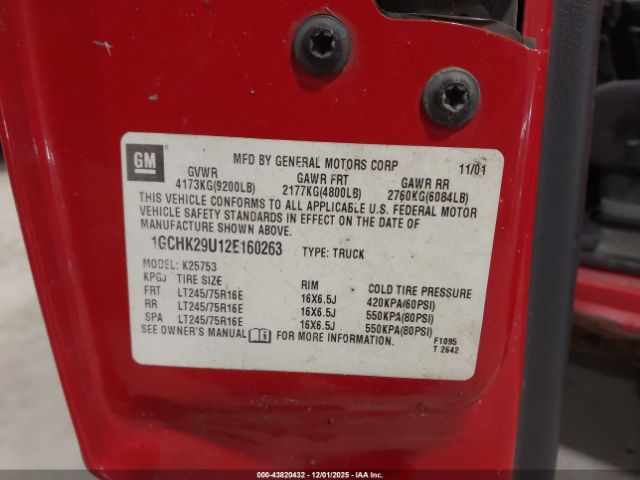 GM
MFD BY GENERAL MOTORS CORP 11/01
GVWR GAWR FRT GAWR RR
4173KG(9200LB) 2177KG(4800LB) 2760KG(6084LB)
THIS VEHICLE CONFORMS TO ALL APPLICABLE U.S. FEDERAL MOTOR
VEHICLE SAFETY STANDARDS IN EFFECT ON THE DATE OF
MANUFACTURE SHOWN ABOVE.
1GCHK29U12E160263 TYPE: TRUCK
MODEL: K25753
KPGJ TIRE SIZE RIM COLD TIRE PRESSURE
FRT LT245/75R16E 16X6.5J 420KPA(60PSI)
RR LT245/75R16E 16X6.5J 550KPA(80PSI)
SPA LT245/75R16E 16X6.5J 550KPA(80PSI)
SEE OWNER'S MANUAL FOR MORE INFORMATION.
F1095
T 2642
000-43820432 - 12/01/2025 - COPYRIGHT IAA, LLC